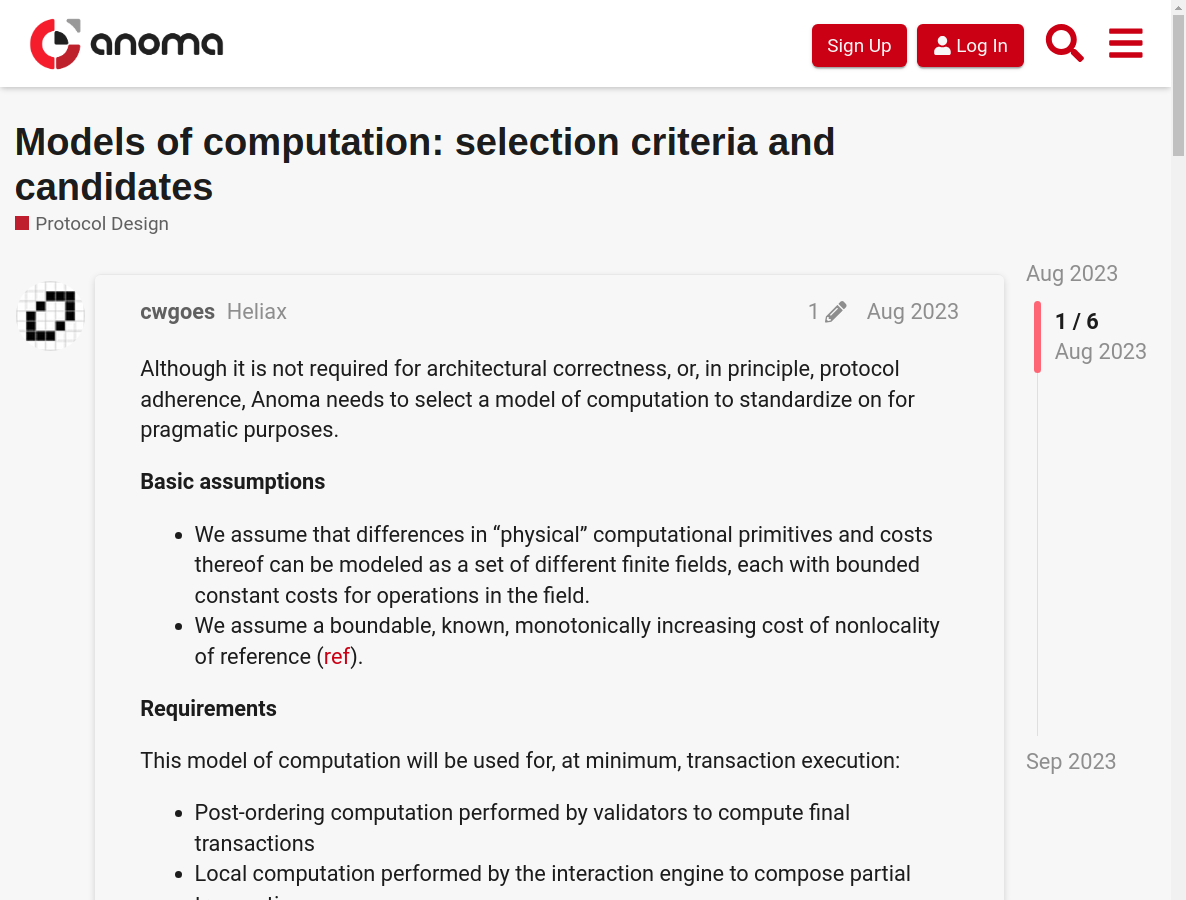 anoma
Sign Up
Log In
Models of computation: selection criteria and
candidates
Protocol Design
cwgoes Heliax
1
Aug 2023
Although it is not required for architectural correctness, or, in principle, protocol
adherence, Anoma needs to select a model of computation to standardize on for
pragmatic purposes.
Basic assumptions
We assume that differences in “physical” computational primitives and costs
thereof can be modeled as a set of different finite fields, each with bounded
constant costs for operations in the field.
We assume a boundable, known, monotonically increasing cost of nonlocality
of reference (ref).
Requirements
This model of computation will be used for, at minimum, transaction execution:
Post-ordering computation performed by validators to compute final
transactions
Local computation performed by the interaction engine to compose partial
Aug 2023
1 / 6
Aug 2023
Sep 2023